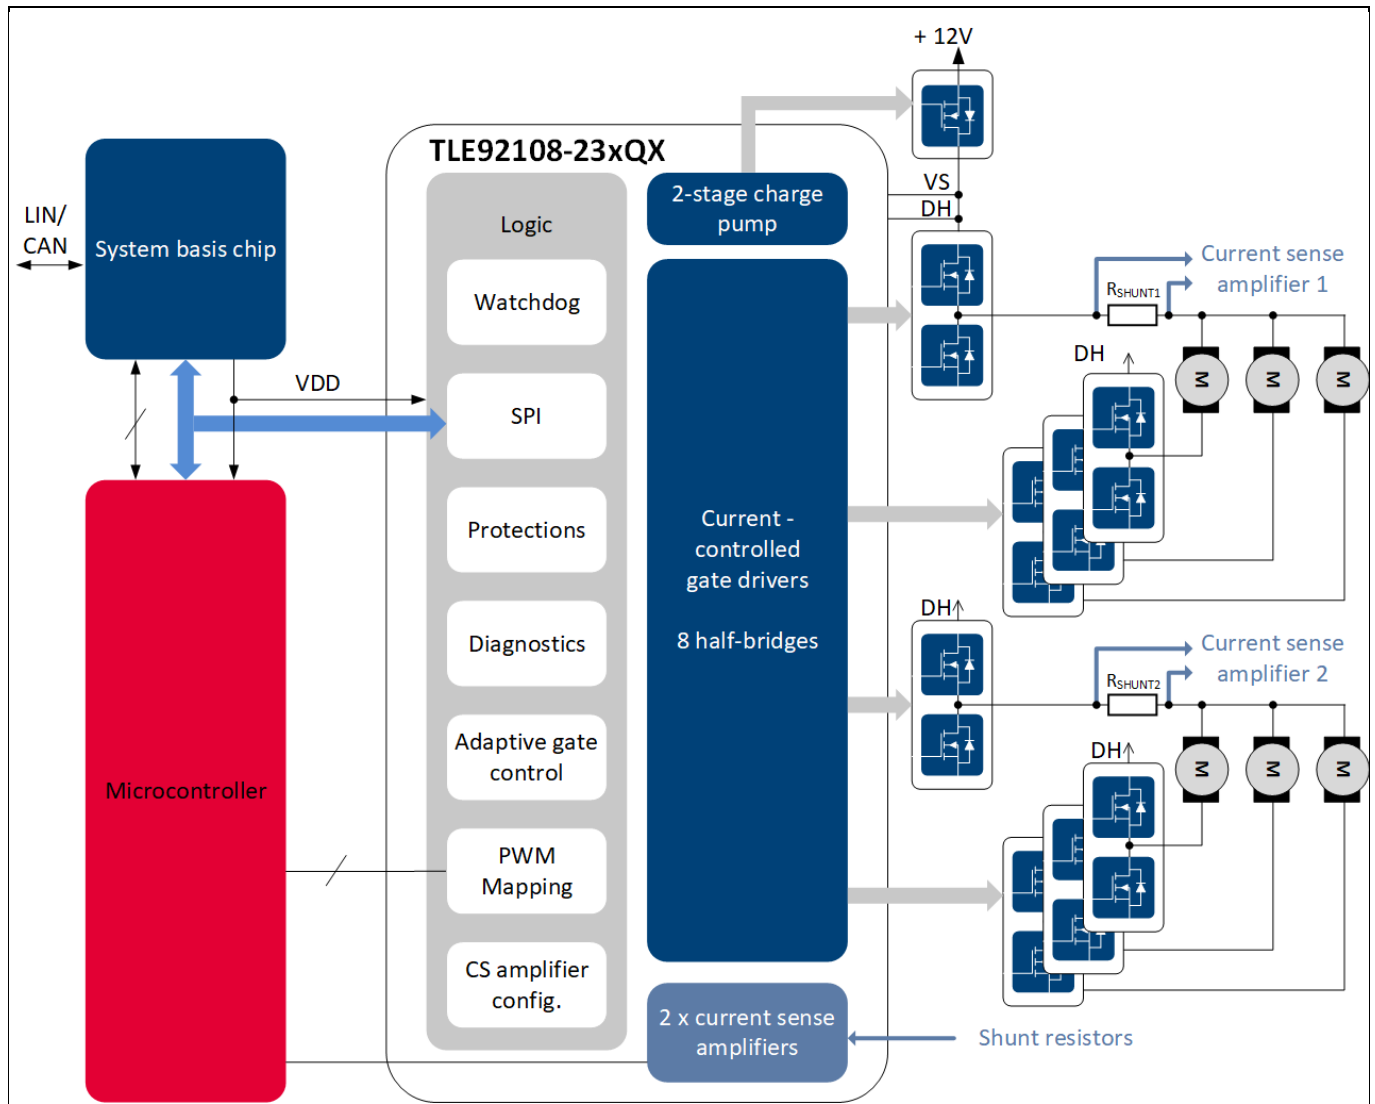 + 12V
TLE92108-23xQX
LIN/
CAN
System basis chip
VDD
Microcontroller
Logic
Watchdog
SPI
Protections
Diagnostics
Adaptive gate
control
PWM
Mapping
CS amplifier
config.
2-stage charge
pump
Current -
controlled
gate drivers
8 half-bridges
2 x current sense
amplifiers
VS
DH
Current sense
amplifier 1
RSHUNT1
DH
M
M
M
DH
Current sense
amplifier 2
RSHUNT2
DH
M
M
M
Shunt resistors